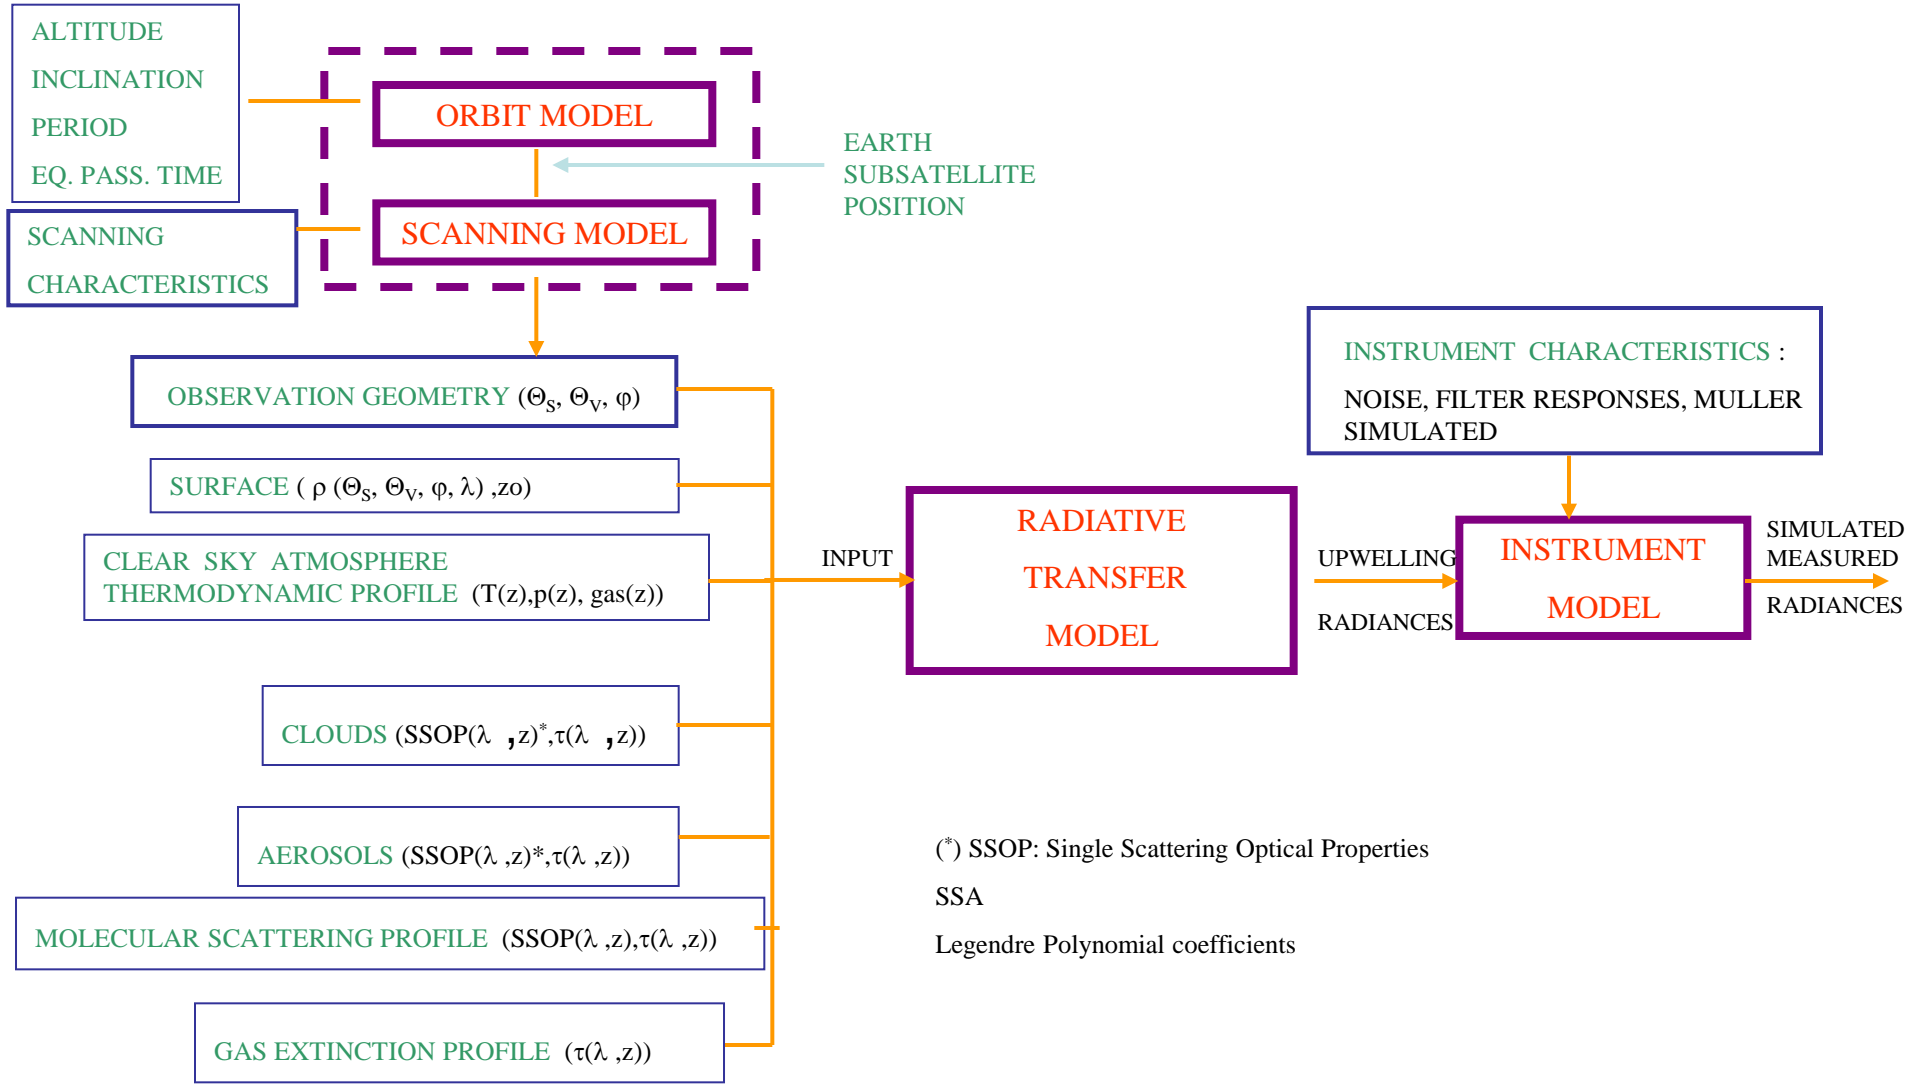 ALTITUDE
INCLINATION
PERIOD
EQ. PASS. TIME
SCANNING
CHARACTERISTICS
ORBIT MODEL
SCANNING MODEL
EARTH
SUBSATELLITE
POSITION
OBSERVATION GEOMETRY (ΘS, ΘV, φ)
SURFACE ( ρ (ΘS, ΘV, φ, λ) ,zo)
CLEAR SKY ATMOSPHERE
THERMODYNAMIC PROFILE (T(z),p(z), gas(z))
CLOUDS (SSOP(λ ,z)*,τ(λ ,z))
AEROSOLS (SSOP(λ ,z)*,τ(λ ,z))
MOLECULAR SCATTERING PROFILE (SSOP(λ ,z),τ(λ ,z))
GAS EXTINCTION PROFILE (τ(λ ,z))
INPUT
RADIATIVE
TRANSFER
MODEL
UPWELLING
RADIANCES
INSTRUMENT CHARACTERISTICS :
NOISE, FILTER RESPONSES, MULLER
SIMULATED
INSTRUMENT
MODEL
SIMULATED
MEASURED
RADIANCES
(*) SSOP: Single Scattering Optical Properties
SSA
Legendre Polynomial coefficients